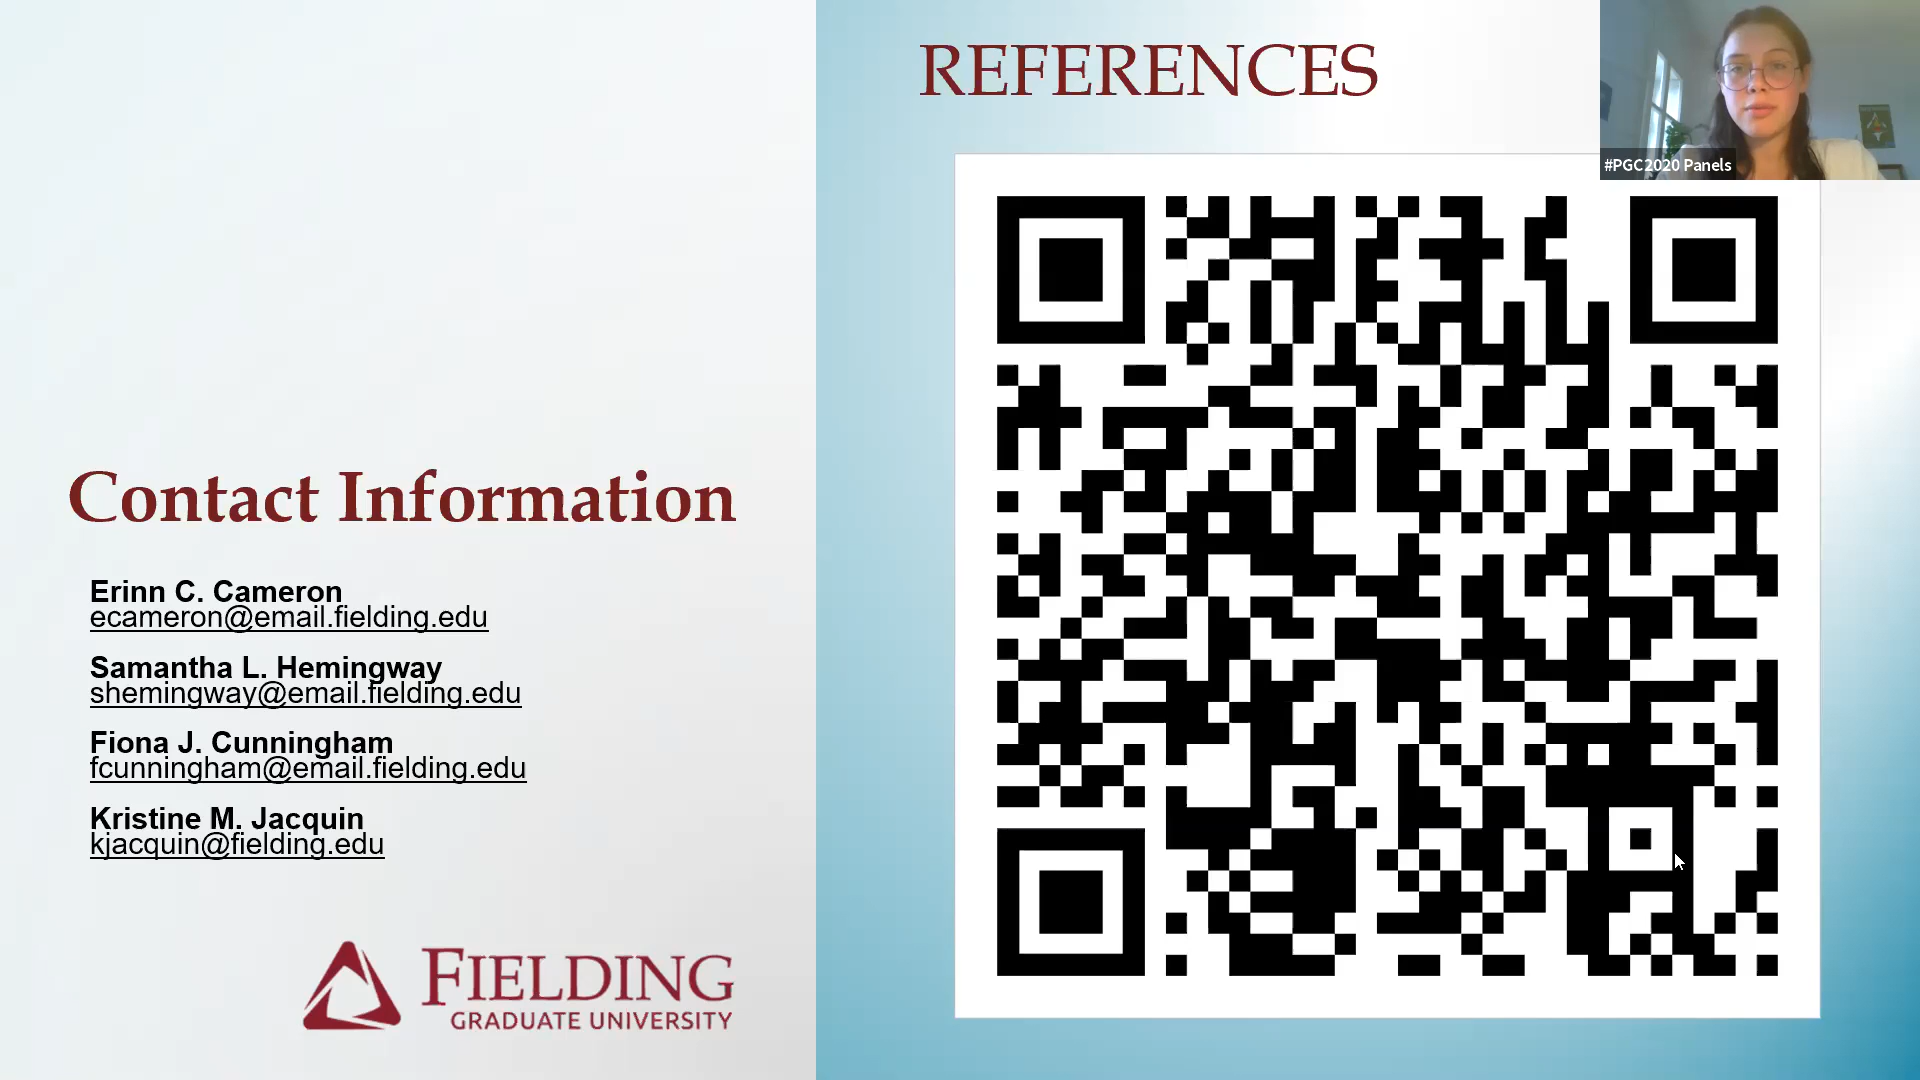 REFERENCES
#PGC2020 Panels
Contact Information
Erinn C. Cameron
ecameron@email.fielding.edu
Samantha L. Hemingway
shemingway@email.fielding.edu
Fiona J. Cunningham
fcunningham@email.fielding.edu
Kristine M. Jacquin
kjacquin@fielding.edu
FIELDING
GRADUATE UNIVERSITY